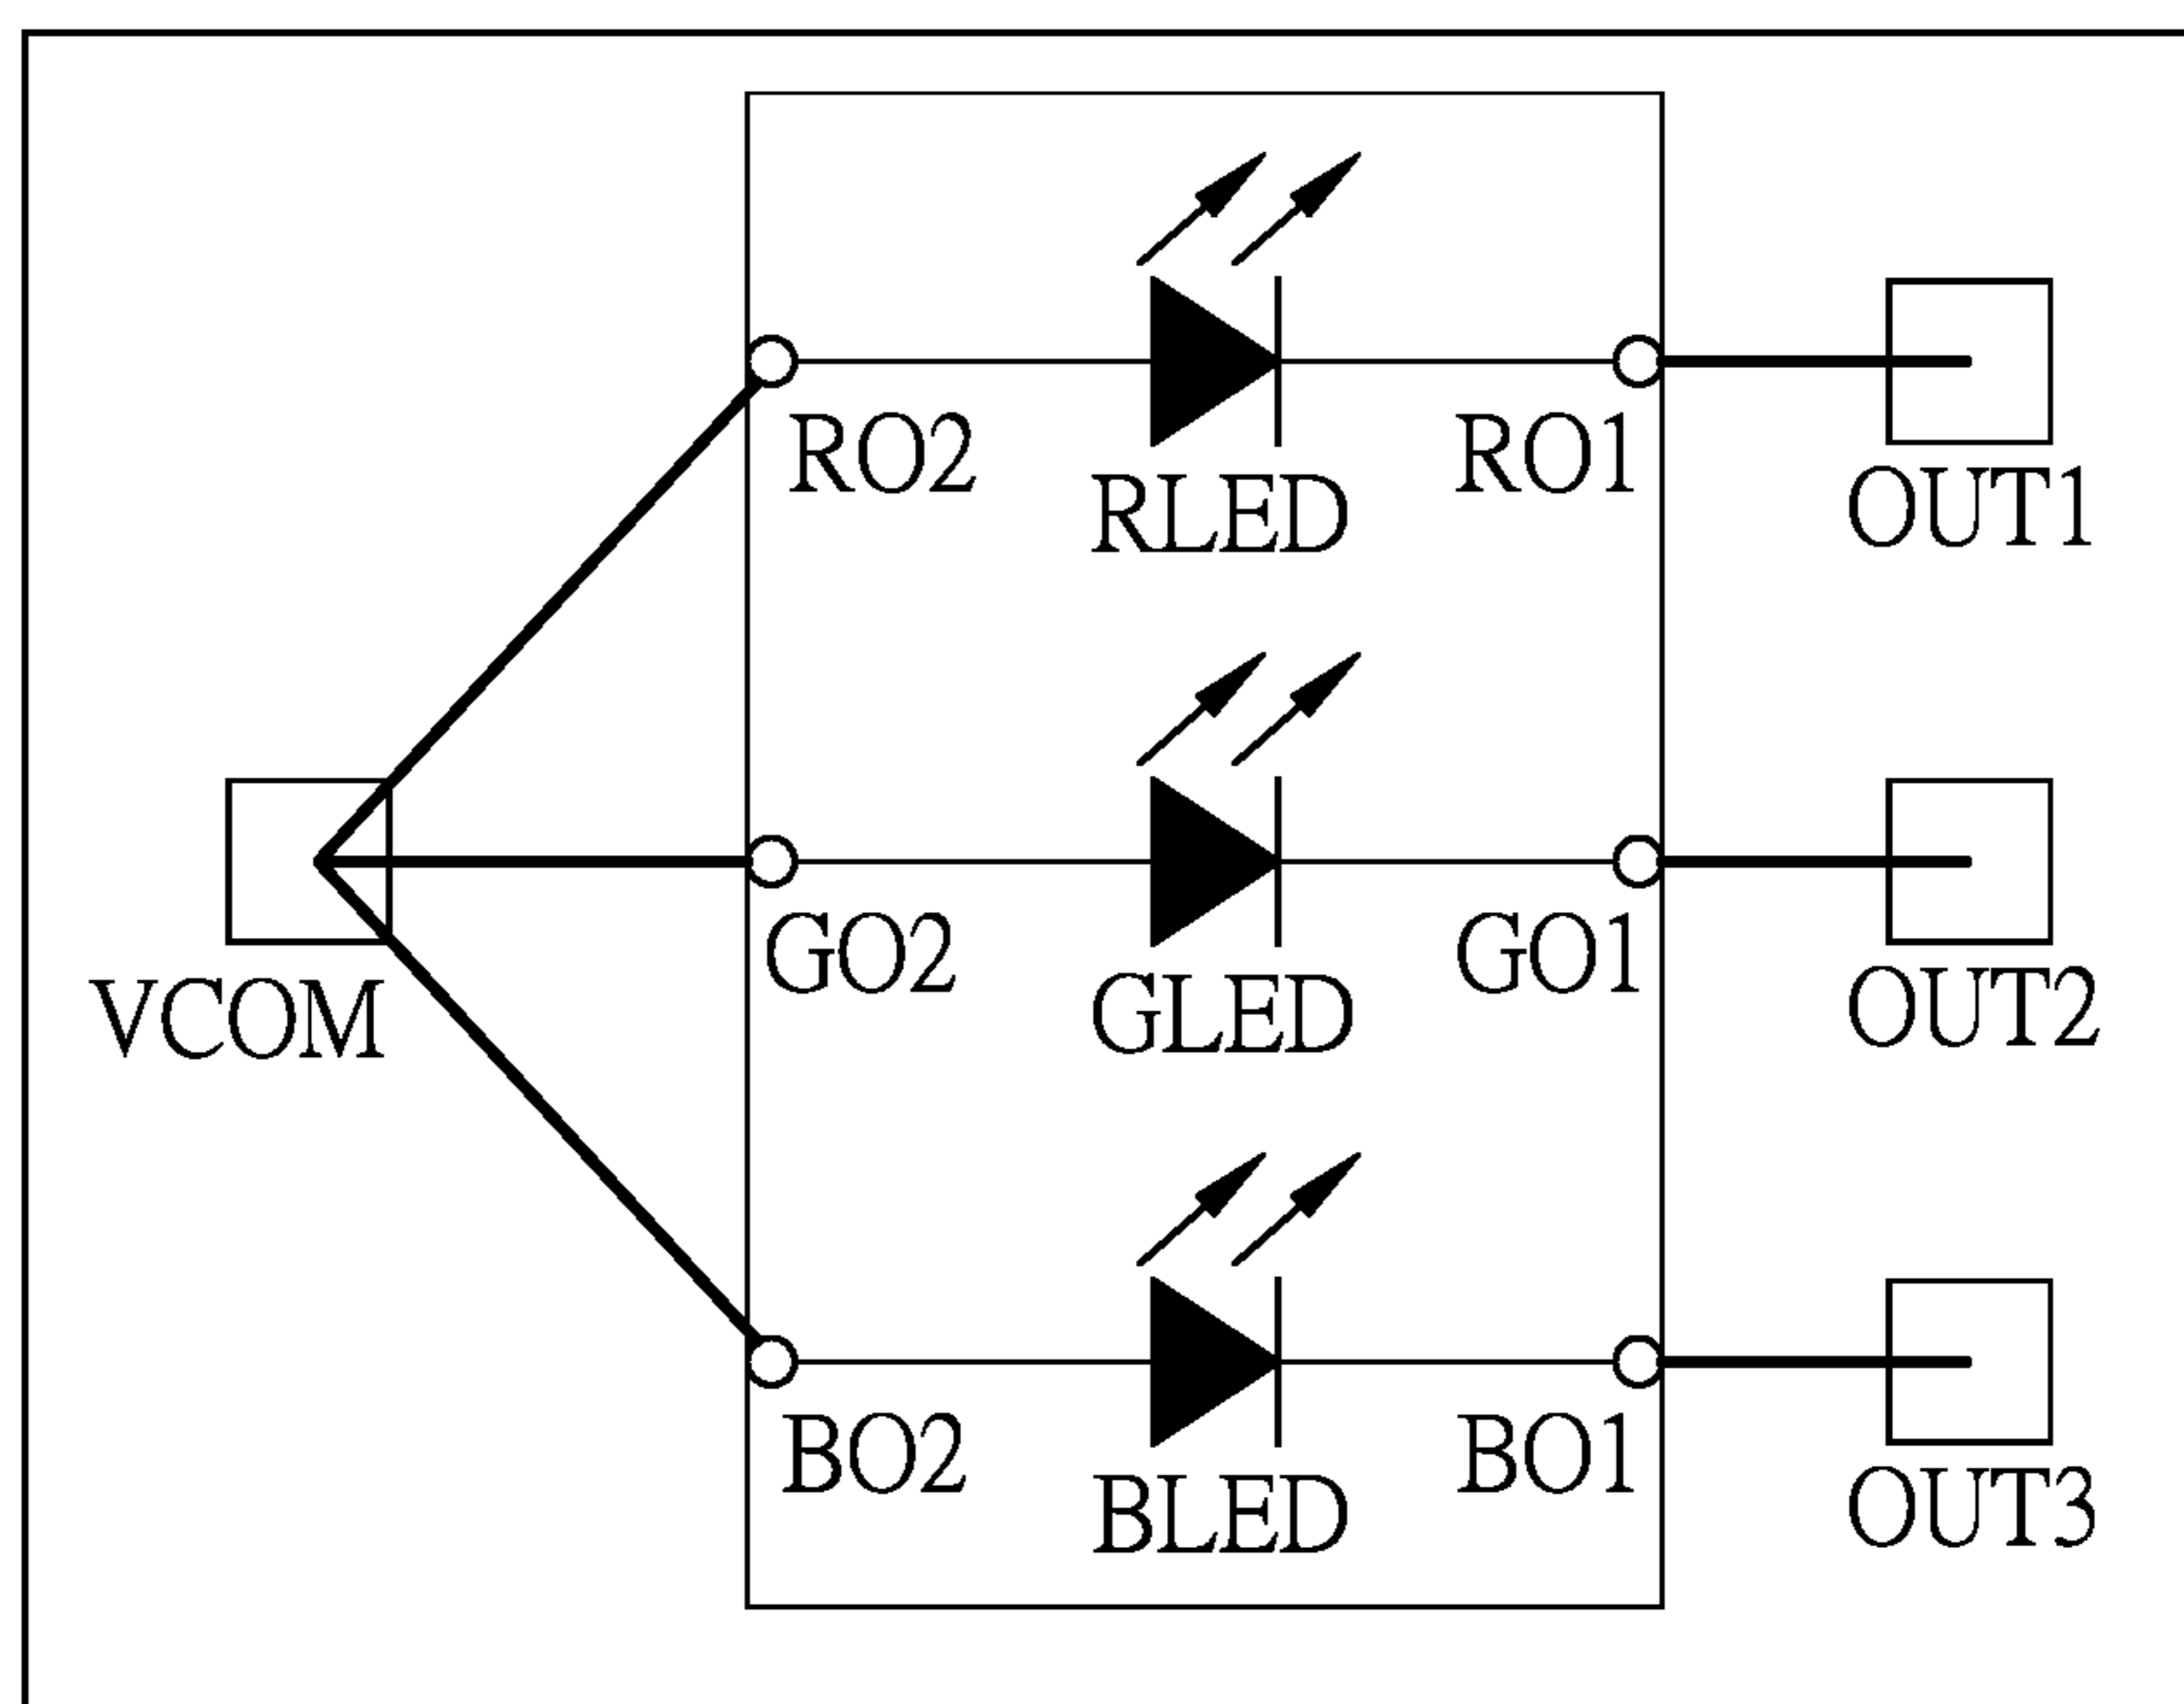 RO2
RLED
RO1
OUT1
VCOM
GO2
GLED
GO1
OUT2
BO2
BLED
BO1
OUT3